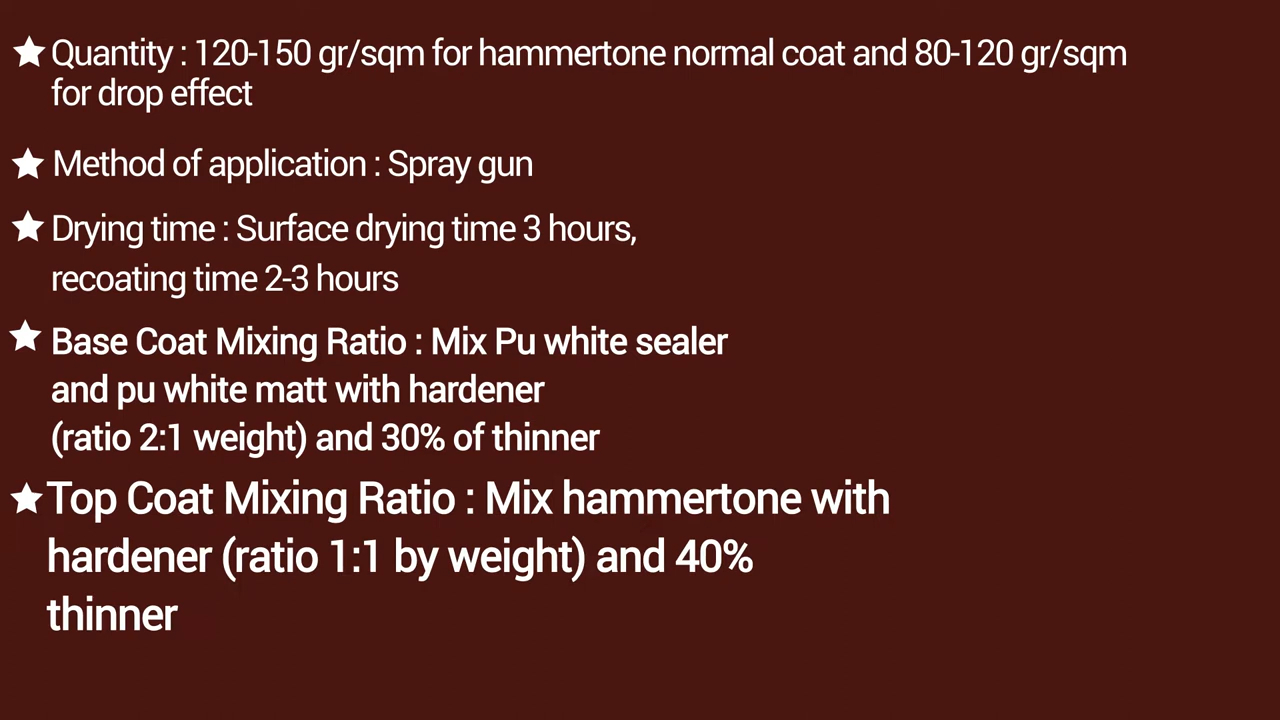 Quantity : 120-150 gr/sqm for hammertone normal coat and 80-120 gr/sqm
for drop effect
Method of application : Spray gun
Drying time : Surface drying time 3 hours,
recoating time 2-3 hours
Base Coat Mixing Ratio : Mix Pu white sealer
and pu white matt with hardener
(ratio 2:1 weight) and 30% of thinner
Top Coat Mixing Ratio : Mix hammertone with
hardener (ratio 1:1 by weight) and 40%
thinner